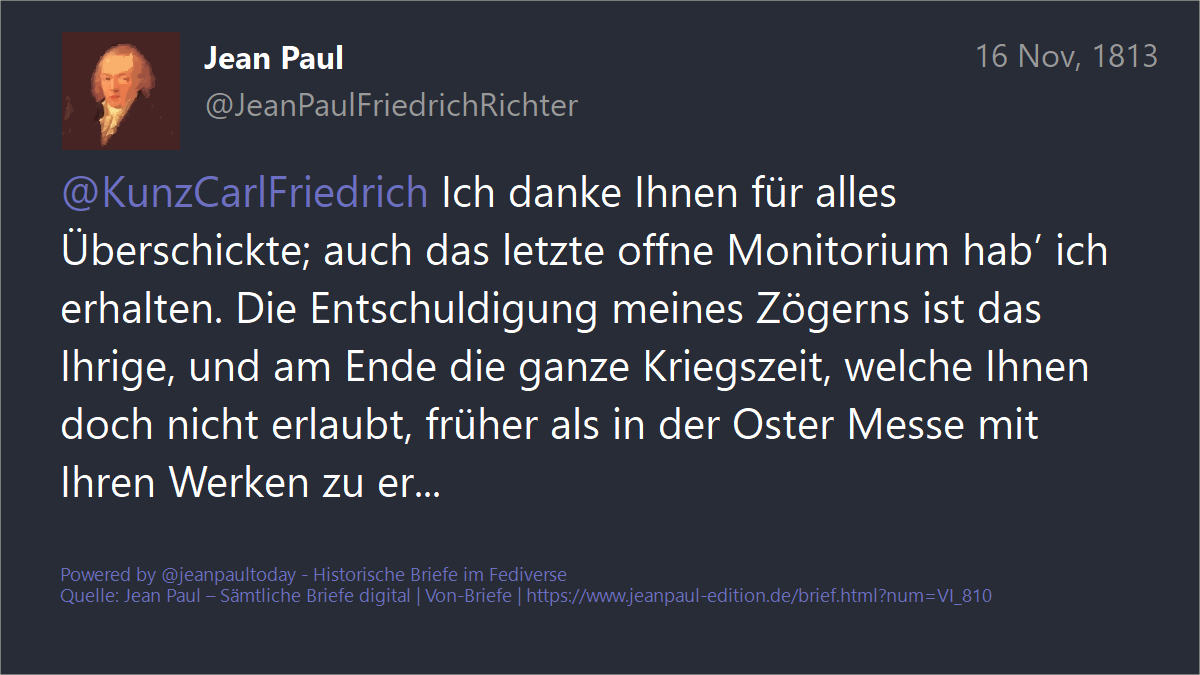 Jean Paul
16 Nov, 1813
@JeanPaulFriedrichRichter
@KunzCarlFriedrich Ich danke Ihnen für alles
Überschickte; auch das letzte offne Monitorium hab’ ich
erhalten. Die Entschuldigung meines Zögerns ist das
Ihrige, und am Ende die ganze Kriegszeit, welche Ihnen
doch nicht erlaubt, früher als in der Oster Messe mit
Ihren Werken zu er...
Powered by @jeanpaultoday - Historische Briefe im Fediverse
Quelle: Jean Paul – Sämtliche Briefe digital | Von-Briefe | https://www.jeanpaul-edition.de/brief.html?num=VI_810